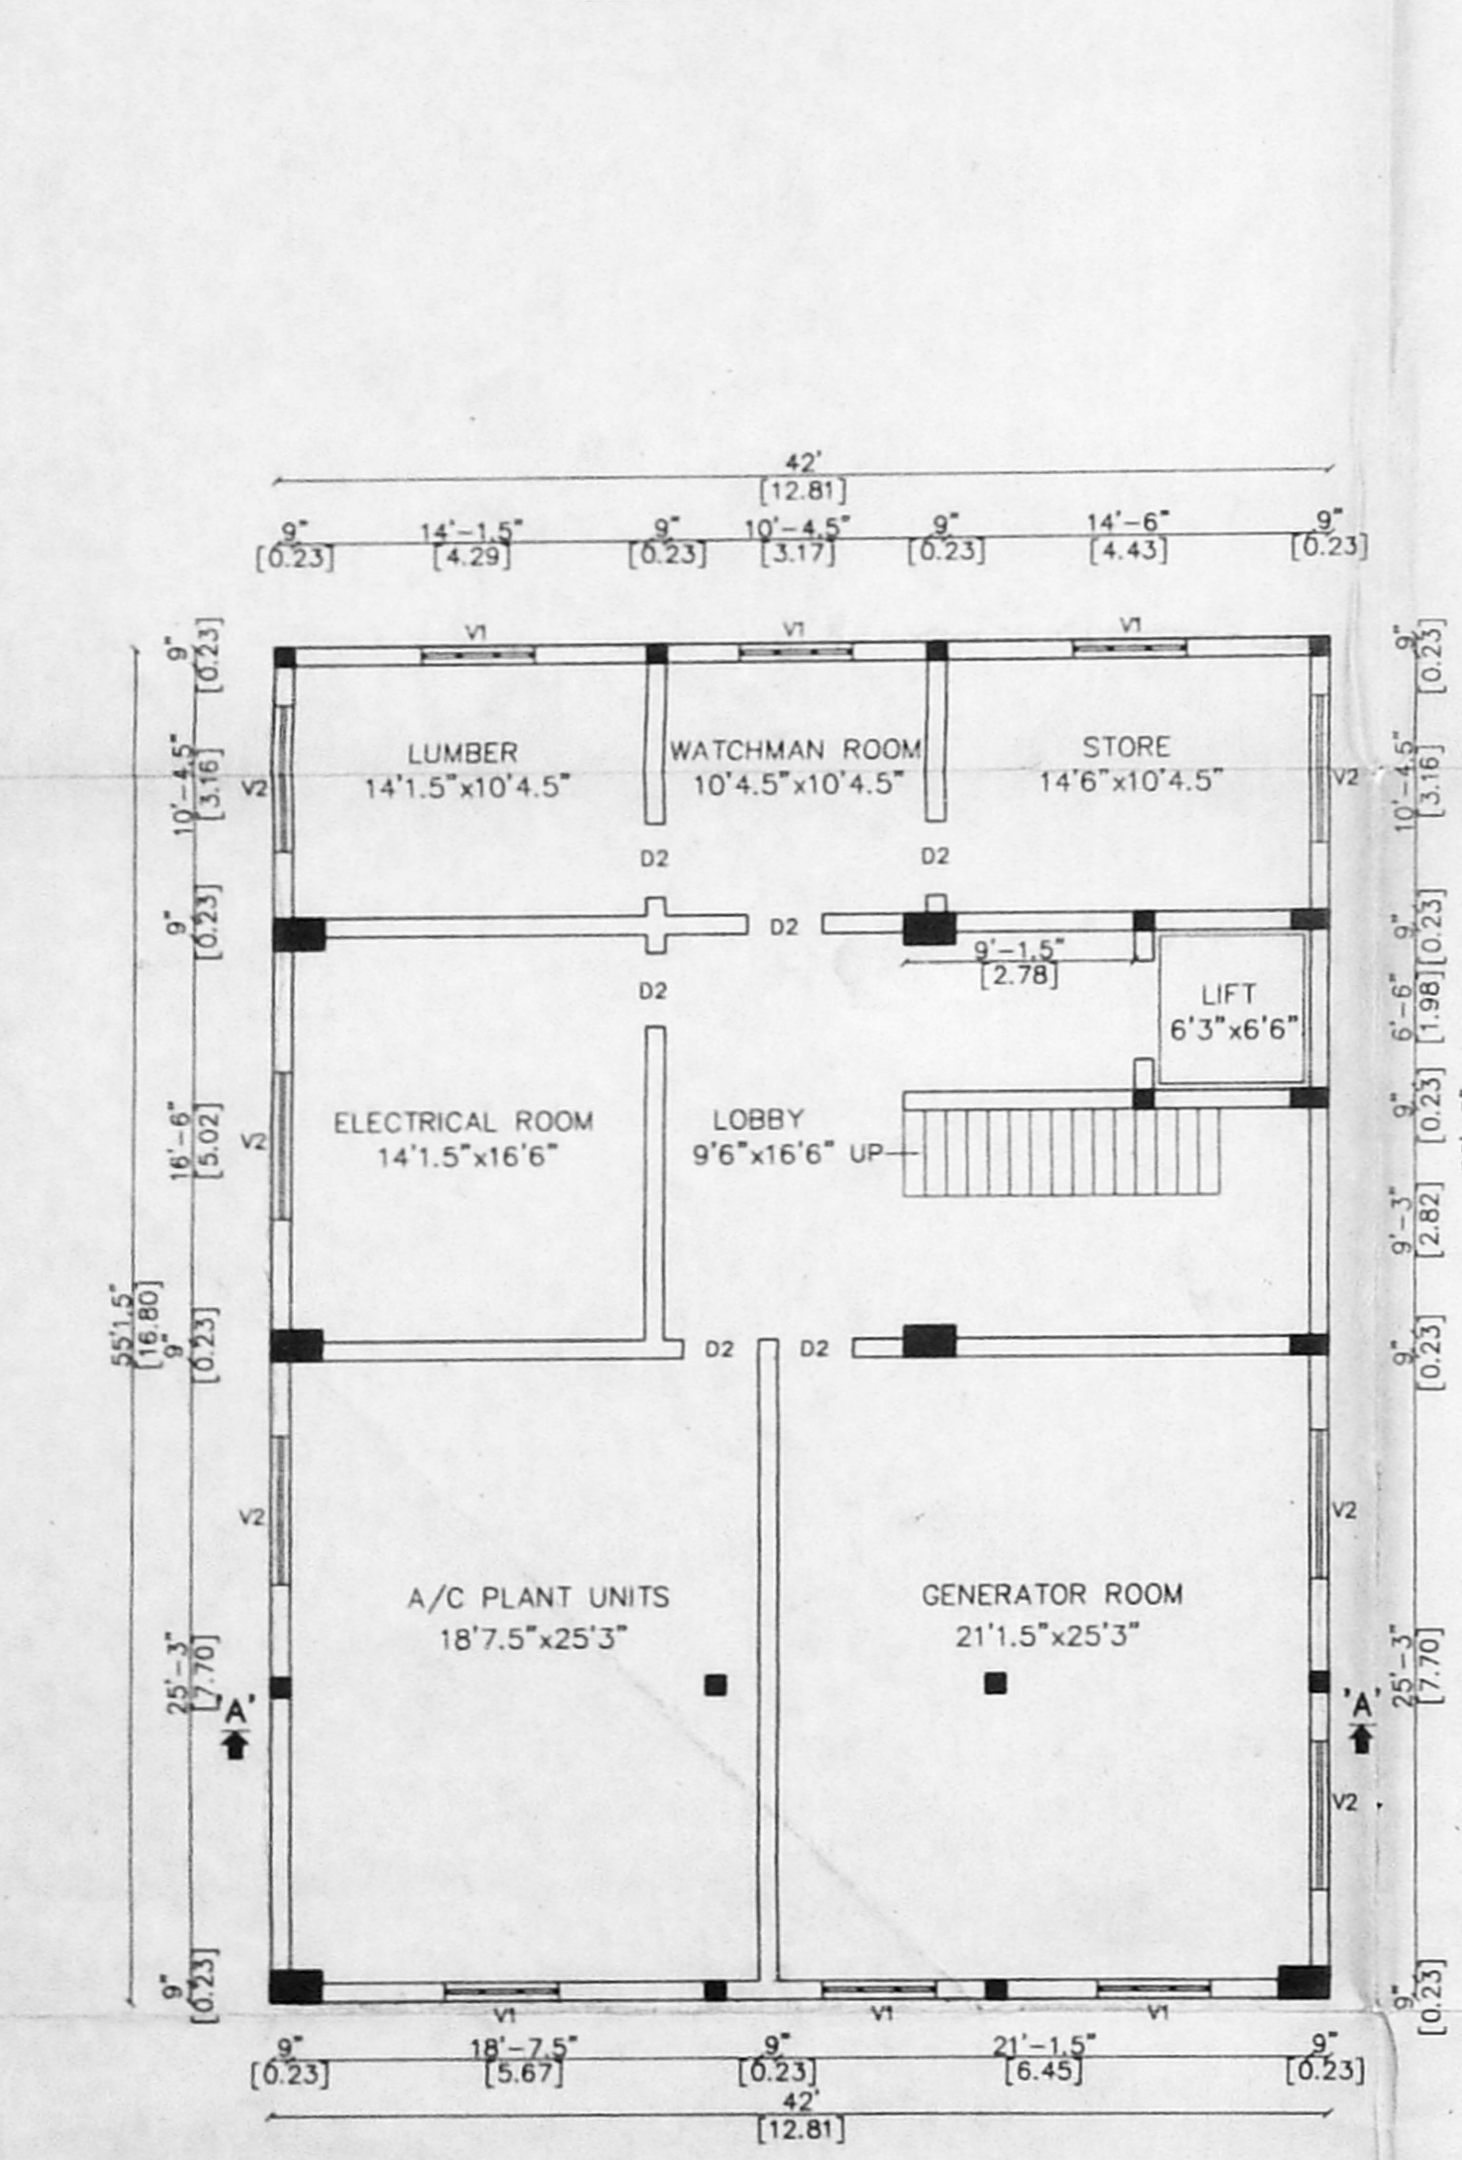 42'
[12.81]
9" 14'-1.5" 9" 10'-4.5" 9" 14'-6" 9"
[0.23] [4.29] [0.23] [3.17] [0.23] [4.43] [0.23]
V1 V1 V1
9"
[0.23]
9"
[0.23]
LUMBER
14'1.5"x10'4.5"
WATCHMAN ROOM
10'4.5"x10'4.5"
STORE
14'6"x10'4.5"
10'-4.5"
[3.16]
V2
V2
10'-4.5"
[3.16]
D2 D2
9"
[0.23]
D2
9"
[0.23]
9'-1.5"
[2.78]
D2
LIFT
6'3"x6'6"
6'-6"
[1.98]
ELECTRICAL ROOM
14'1.5"x16'6"
LOBBY
9'6"x16'6" UP
16'-6"
[5.02]
V2
9"
[0.23]
9'-3"
[2.82]
55'1.5"
[16.80]
9"
[0.23]
D2 D2
9"
[0.23]
V2 V2
A/C PLANT UNITS
18'7.5"x25'3"
GENERATOR ROOM
21'1.5"x25'3"
25'-3"
[7.70]
25'-3"
[7.70]
'A' 'A'
V2
9"
[0.23]
9"
[0.23]
V1 V1 V1
9" 18'-7.5" 9" 21'-1.5" 9"
[0.23] [5.67] [0.23] [6.45] [0.23]
42'
[12.81]